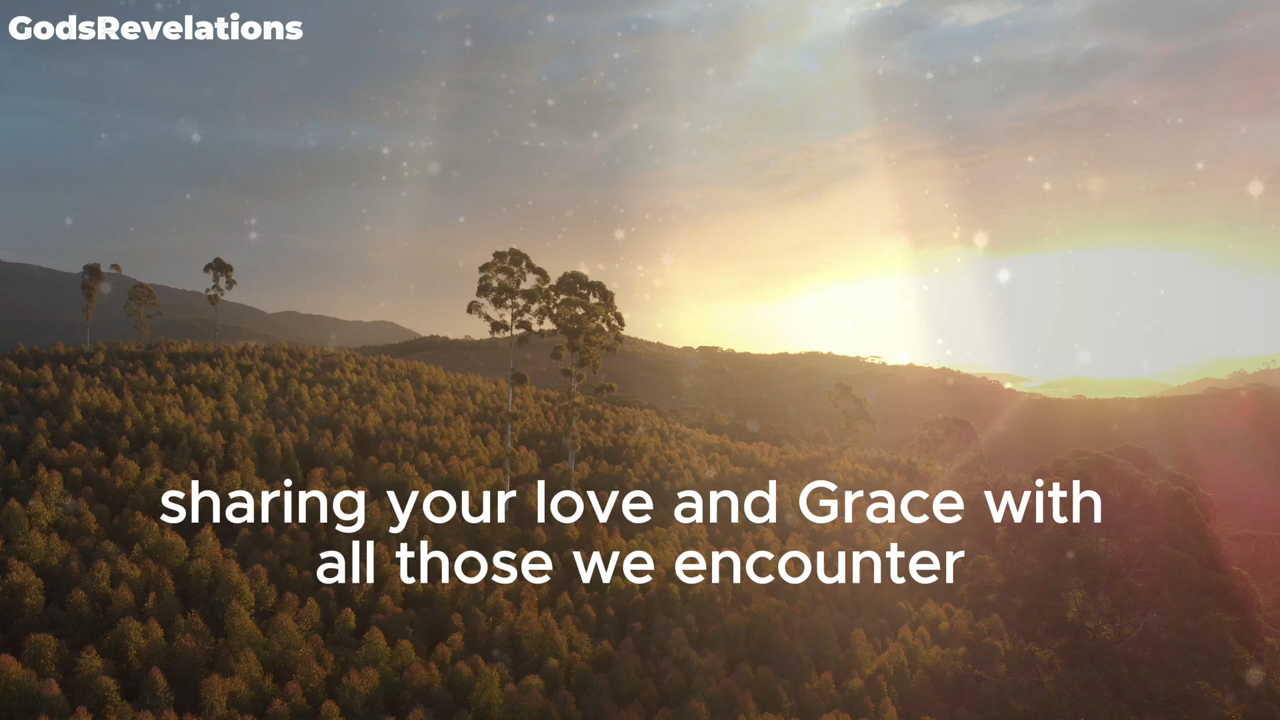 GodsRevelations
sharing your love and Grace with
all those we encounter